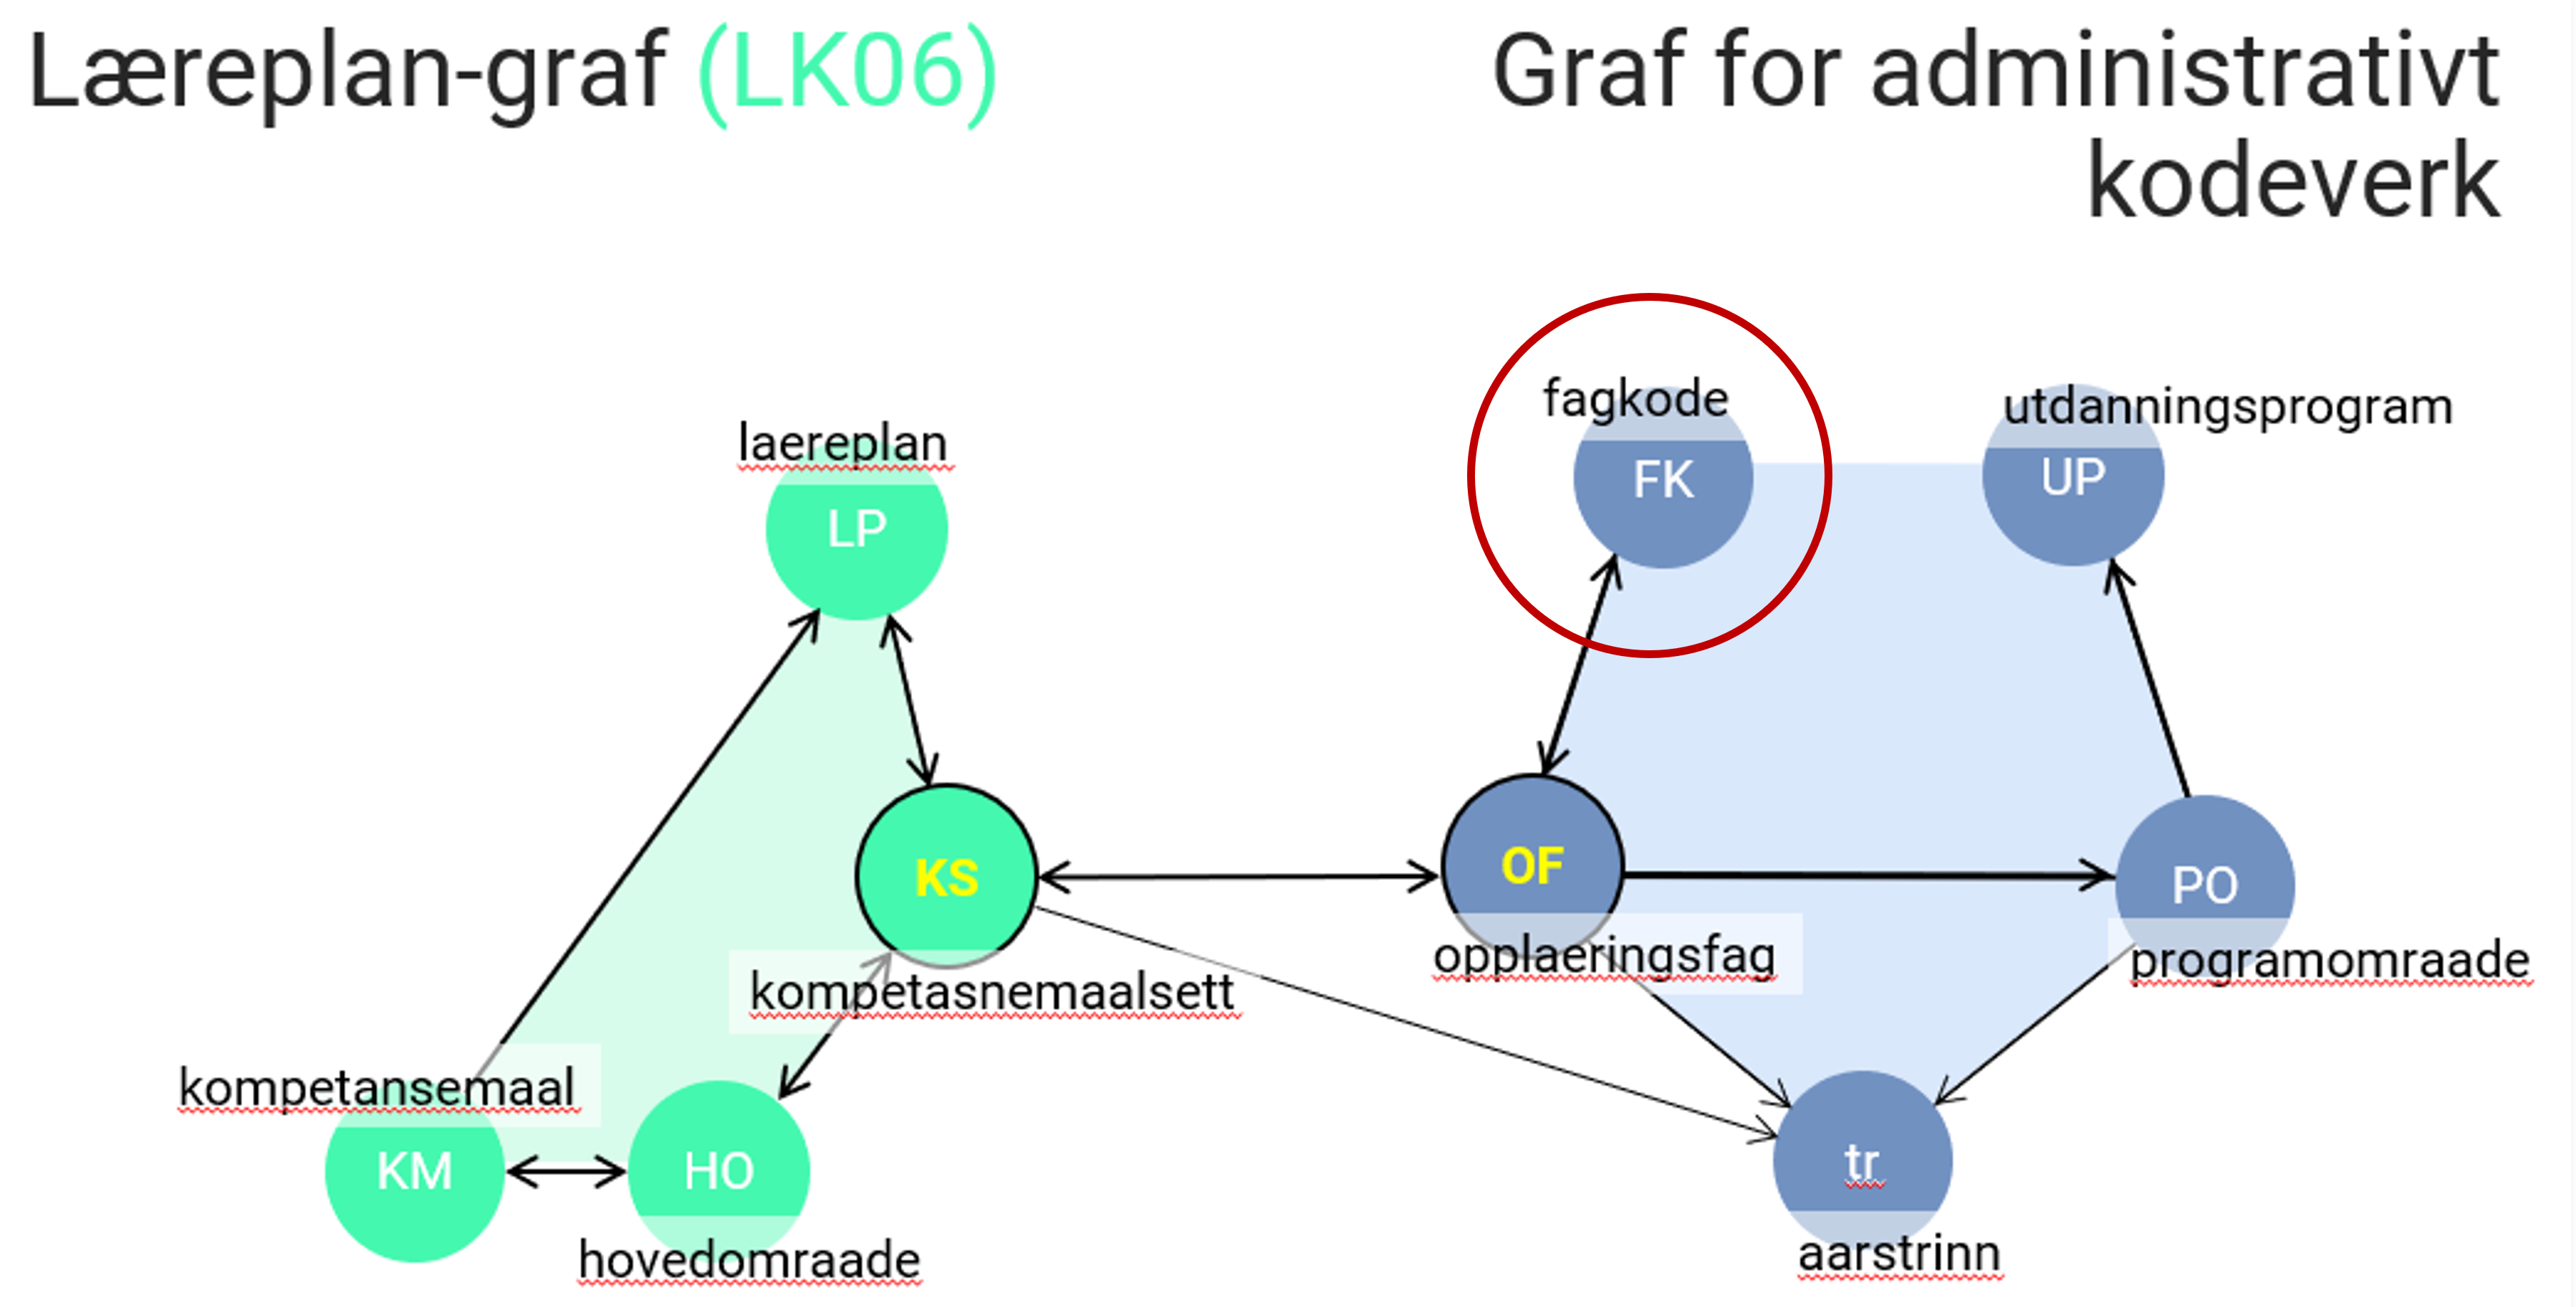 Læreplan-graf (LK06)
Graf for administrativt
kodeverk
fagkode
FK
utdanningsprogram
UP
laereplan
LP
KS
kompetasnemaalsett
OF
opplaeringsfag
PO
programomraade
kompetansemaal
KM
HO
hovedomraade
tr
aarstrinn